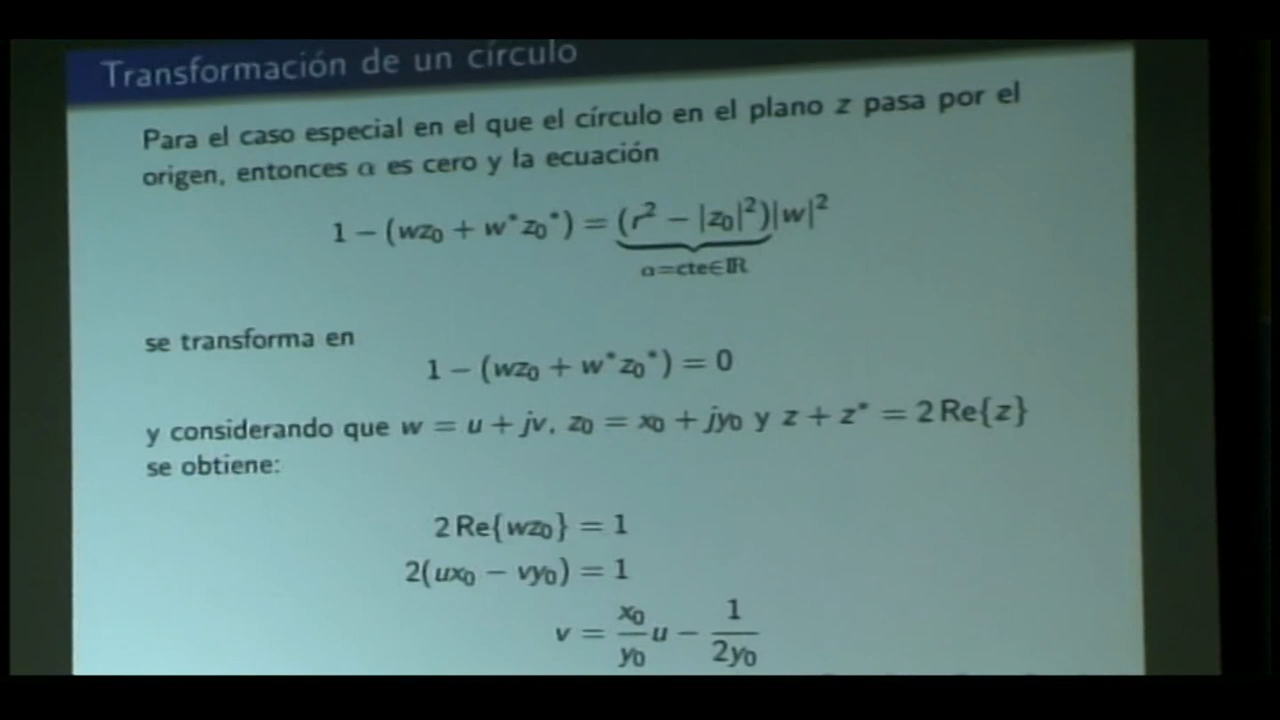 Transformación de un círculo
Para el caso especial en el que el círculo en el plano z pasa por el
origen, entonces α es cero y la ecuación
1 − (wz₀ + w*z₀*) = (r² − |z₀|²)|w|²
α=cte∈ℝ
se transforma en
1 − (wz₀ + w*z₀*) = 0
y considerando que w = u + jv, z₀ = x₀ + jy₀ y z + z* = 2 Re{z}
se obtiene:
2 Re{wz₀} = 1
2(ux₀ − vy₀) = 1
v = x₀/y₀ u − 1/2y₀